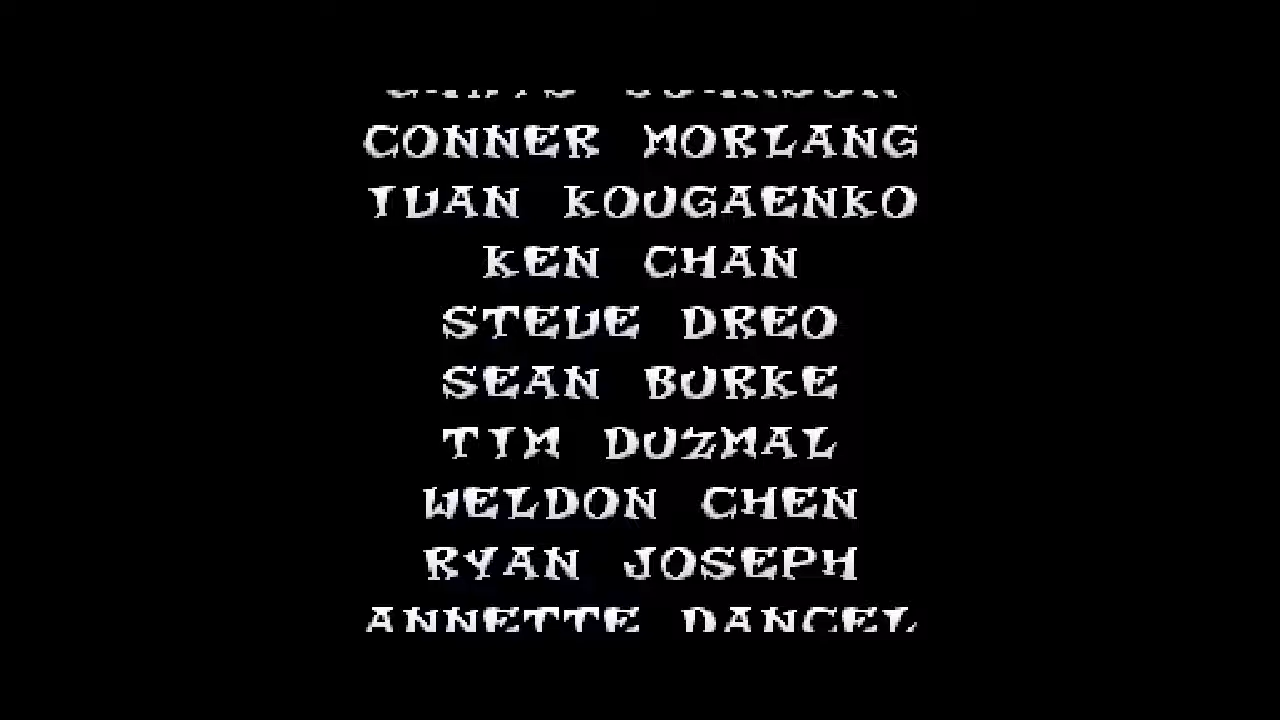 CONNER MORLANG
IVAN KOUGAENKO
KEN CHAN
STEVE DREO
SEAN BURKE
TIM DUZMAL
WELDON CHEN
RYAN JOSEPH
ANNETTE DANCEL